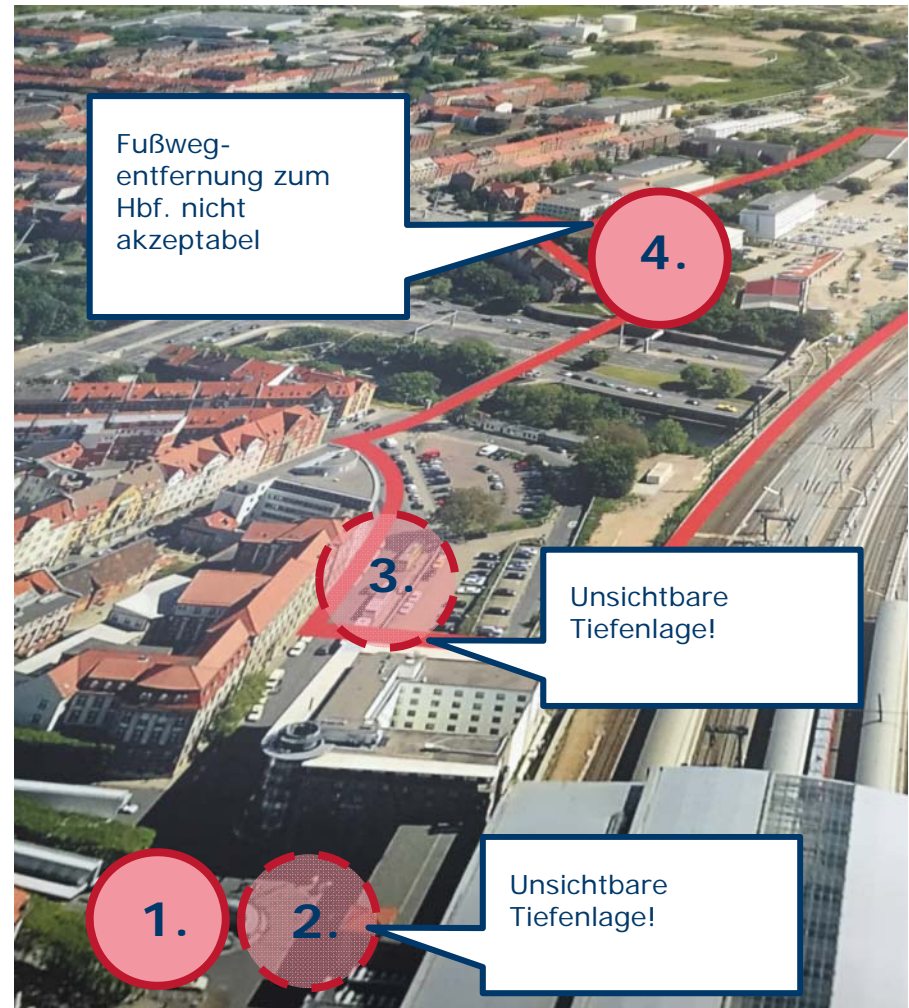 Fußweg-
entfernung zum
Hbf. nicht
akzeptabel
4.
3.
Unsichtbare
Tiefenlage!
Unsichtbare
Tiefenlage!
1.
2.